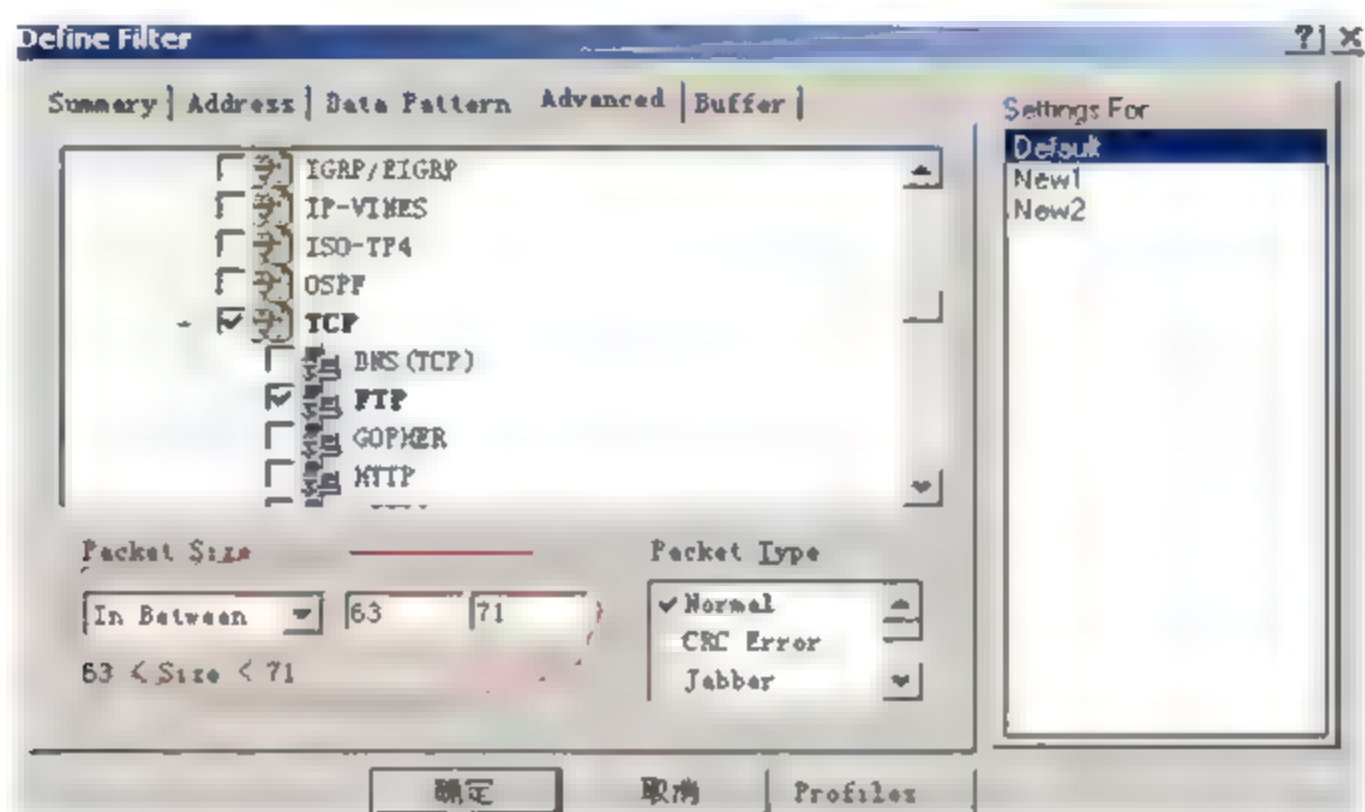 Define Filter
Summary Address Data Pattern Advanced Buffer
Settings For
Default
New1
New2
IGRP/EIGRP
IP-VINES
ISO-TP4
OSPF
TCP
DNS(TCP)
FTP
GOPHER
HTTP
Packet Size
In Between 63 71
63 < Size < 71
Packet Type
Normal
CRC Error
Jabber
确定 取消 Profiles